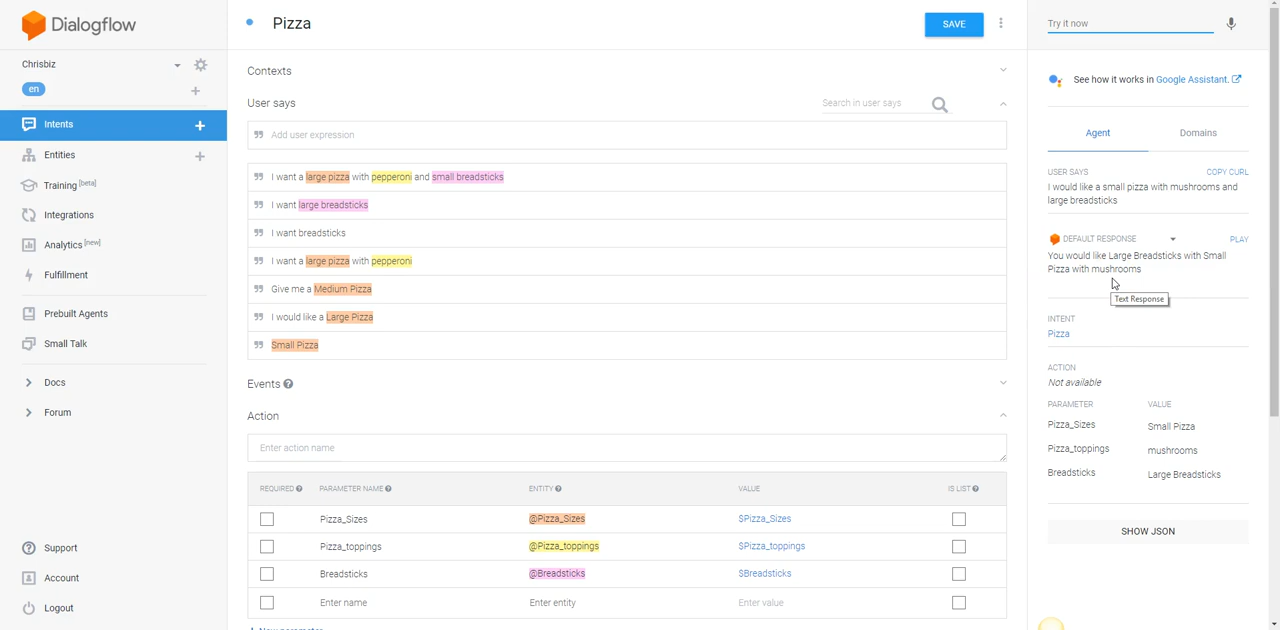 Dialogflow
Chrisbiz
en
Intents
Entities
Training [beta]
Integrations
Analytics [new]
Fulfillment
Prebuilt Agents
Small Talk
Docs
Forum
Support
Account
Logout
Pizza
SAVE
Contexts
User says
Search in user says
Add user expression
I want a large pizza with pepperoni and small breadsticks
I want large breadsticks
I want breadsticks
I want a large pizza with pepperoni
Give me a Medium Pizza
I would like a Large Pizza
Small Pizza
Events
Action
Enter action name
REQUIRED PARAMETER NAME ENTITY VALUE IS LIST
Pizza_Sizes @Pizza_Sizes $Pizza_Sizes
Pizza_toppings @Pizza_toppings $Pizza_toppings
Breadsticks @Breadsticks $Breadsticks
Enter name Enter entity Enter value
Try it now
See how it works in Google Assistant.
Agent Domains
USER SAYS COPY CURL
I would like a small pizza with mushrooms and
large breadsticks
DEFAULT RESPONSE PLAY
You would like Large Breadsticks with Small
Pizza with mushrooms
Text Response
INTENT
Pizza
ACTION
Not available
PARAMETER VALUE
Pizza_Sizes Small Pizza
Pizza_toppings mushrooms
Breadsticks Large Breadsticks
SHOW JSON